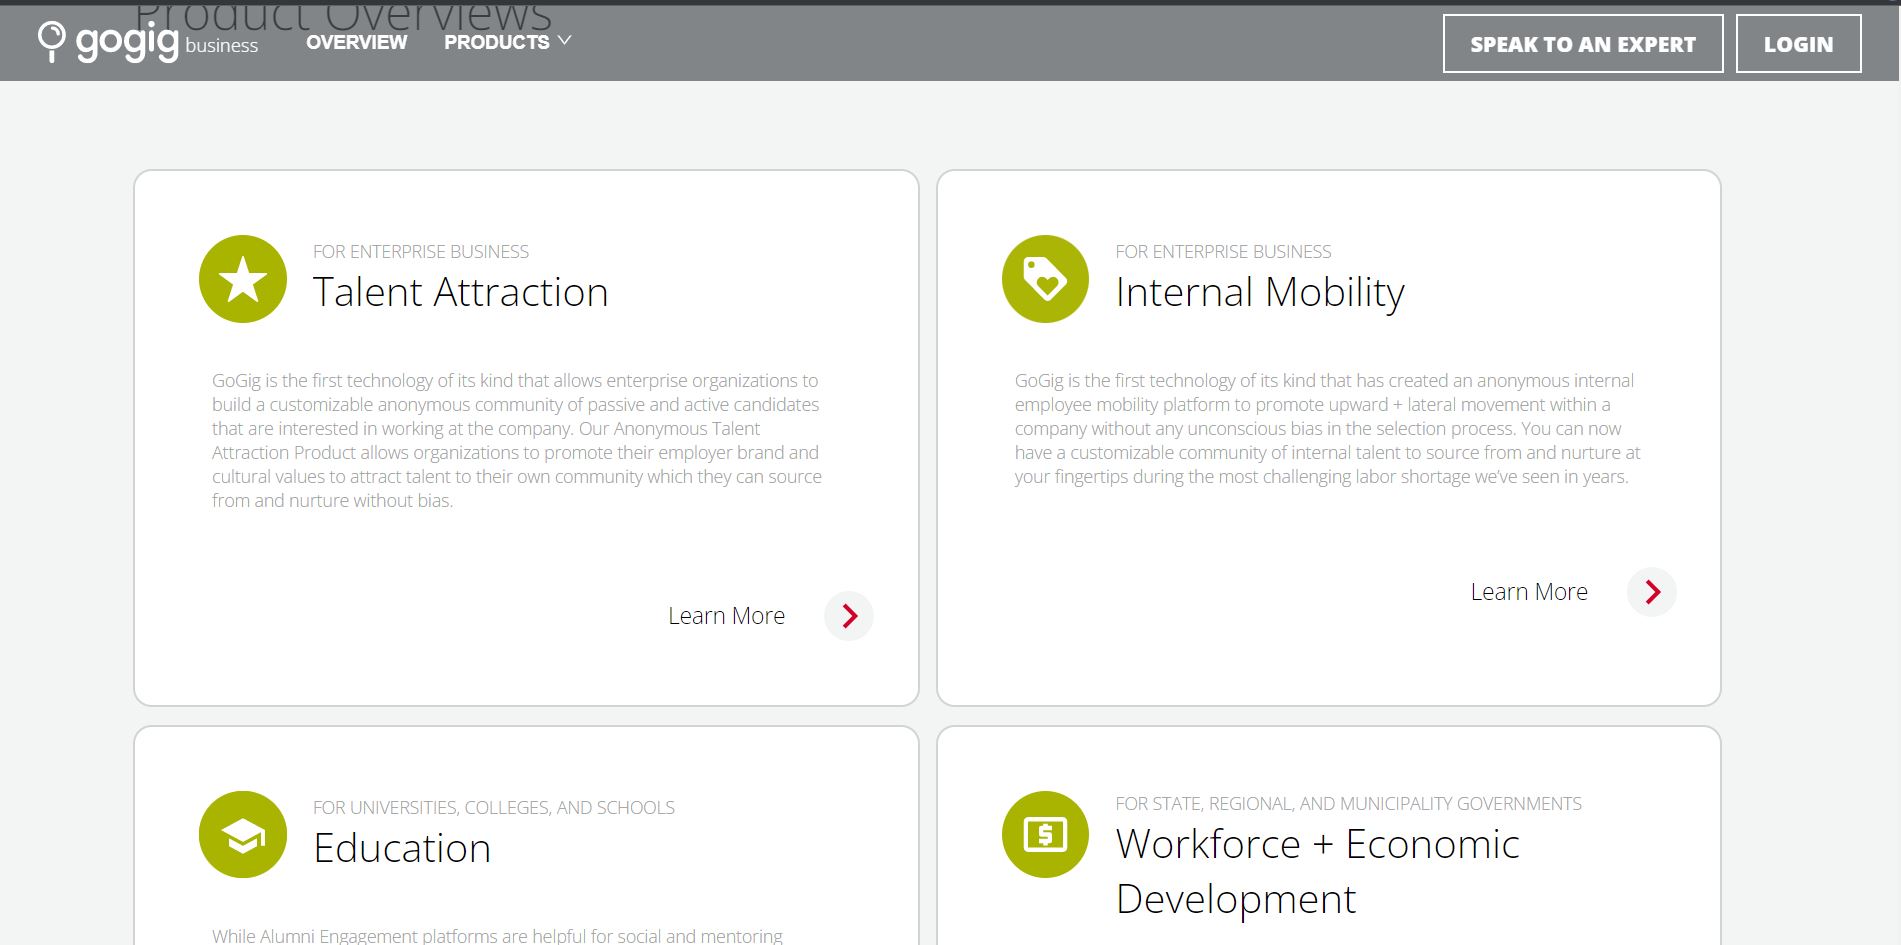 Product Overviews
gogig business
OVERVIEW
PRODUCTS
SPEAK TO AN EXPERT
LOGIN
FOR ENTERPRISE BUSINESS
Talent Attraction
GoGig is the first technology of its kind that allows enterprise organizations to
build a customizable anonymous community of passive and active candidates
that are interested in working at the company. Our Anonymous Talent
Attraction Product allows organizations to promote their employer brand and
cultural values to attract talent to their own community which they can source
from and nurture without bias.
Learn More
FOR ENTERPRISE BUSINESS
Internal Mobility
GoGig is the first technology of its kind that has created an anonymous internal
employee mobility platform to promote upward + lateral movement within a
company without any unconscious bias in the selection process. You can now
have a customizable community of internal talent to source from and nurture at
your fingertips during the most challenging labor shortage we’ve seen in years.
Learn More
FOR UNIVERSITIES, COLLEGES, AND SCHOOLS
Education
While Alumni Engagement platforms are helpful for social and mentoring
FOR STATE, REGIONAL, AND MUNICIPALITY GOVERNMENTS
Workforce + Economic
Development